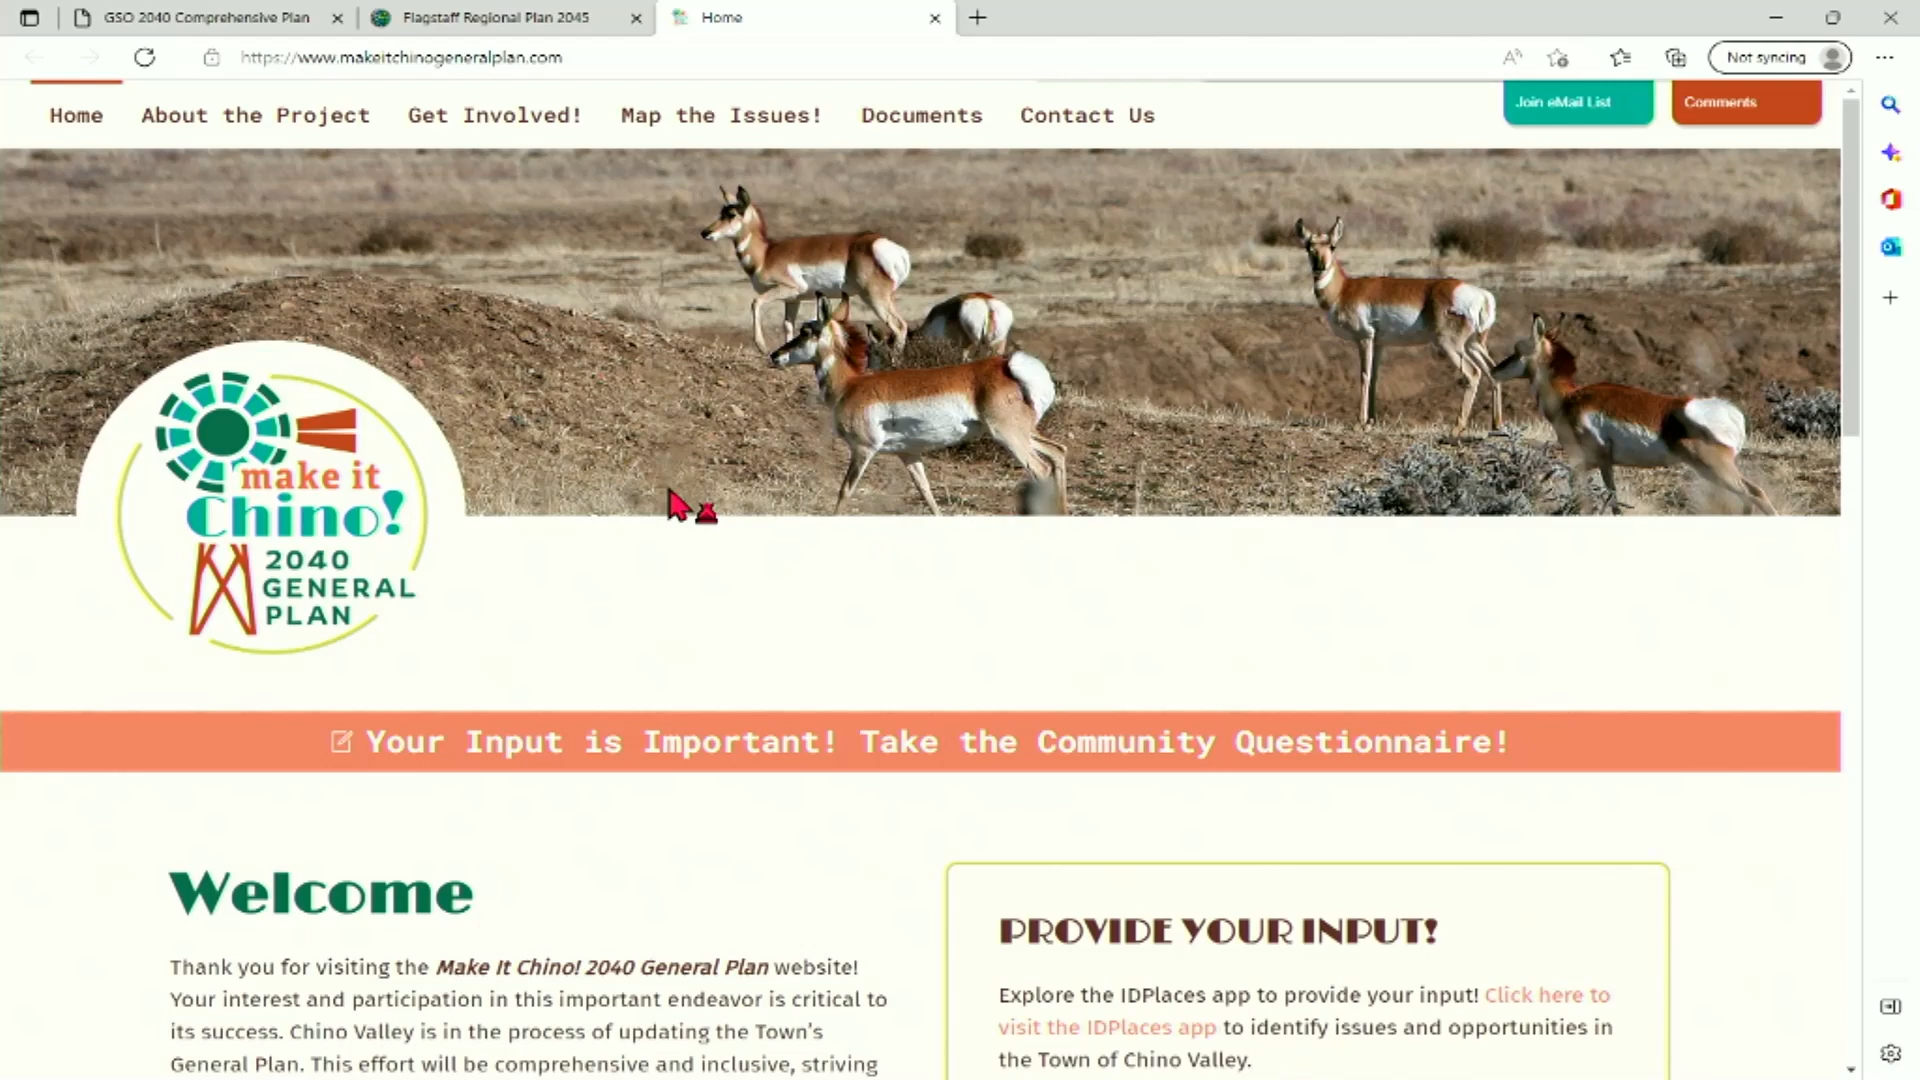 GSO 2040 Comprehensive Plan
Flagstaff Regional Plan 2045
Home
https://www.makeitchinogeneralplan.com
Not syncing
Home About the Project Get Involved! Map the Issues! Documents Contact Us
Join eMail List
Comments
make it
Chino!
2040
GENERAL
PLAN
Your Input is Important! Take the Community Questionnaire!
Welcome
Thank you for visiting the Make It Chino! 2040 General Plan website!
Your interest and participation in this important endeavor is critical to
its success. Chino Valley is in the process of updating the Town's
General Plan. This effort will be comprehensive and inclusive, striving
PROVIDE YOUR INPUT!
Explore the IDPlaces app to provide your input! Click here to
visit the IDPlaces app to identify issues and opportunities in
the Town of Chino Valley.